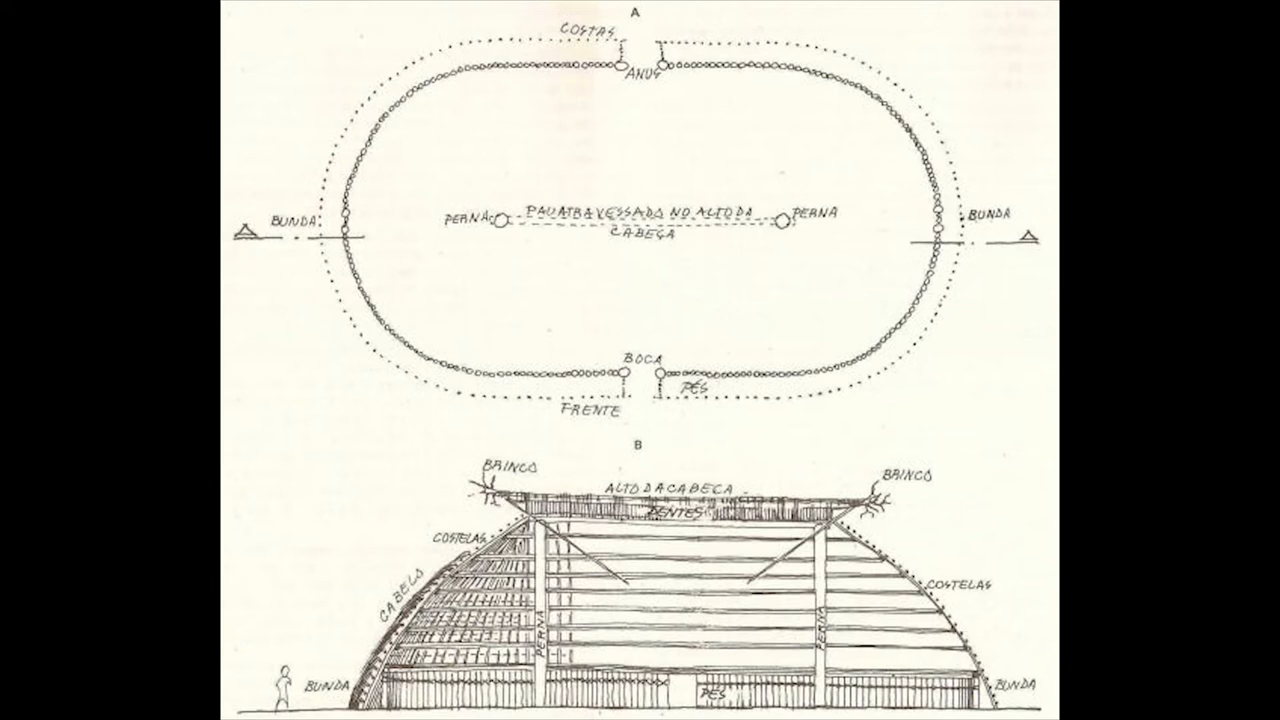 A
COSTAS
ANUS
BUNDA
PERNA
PAU ATRAVESSADO NO ALTO DA
CABEÇA
PERNA
BUNDA
BOCA
PÉS
FRENTE
B
BRINCO
ALTO DA CABEÇA
BRINCO
PENTES
COSTELAS
CABELO
COSTELAS
PERNA
PERNA
BUNDA
PÉS
BUNDA